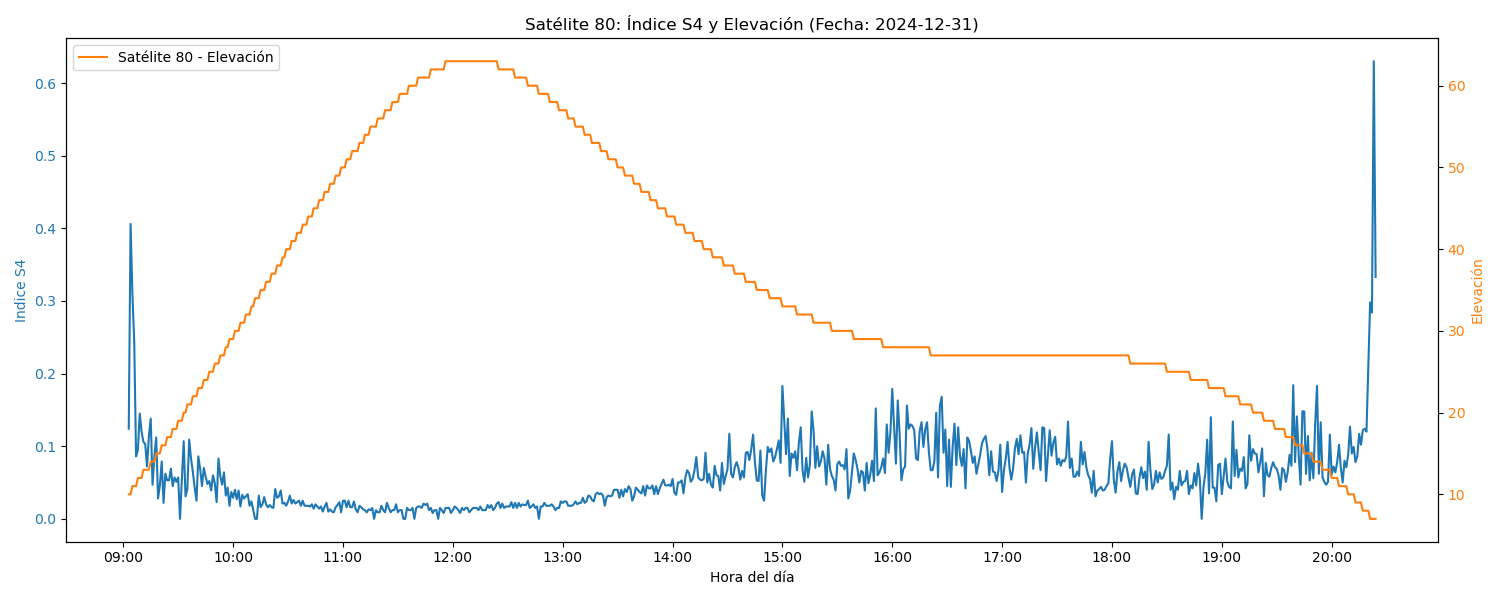 Satélite 80: Índice S4 y Elevación (Fecha: 2024-12-31)
Satélite 80 - Elevación
Indice S4
0.6
0.5
0.4
0.3
0.2
0.1
0.0
60
50
40
30
20
10
Elevación
09:00 10:00 11:00 12:00 13:00 14:00 15:00 16:00 17:00 18:00 19:00 20:00
Hora del día